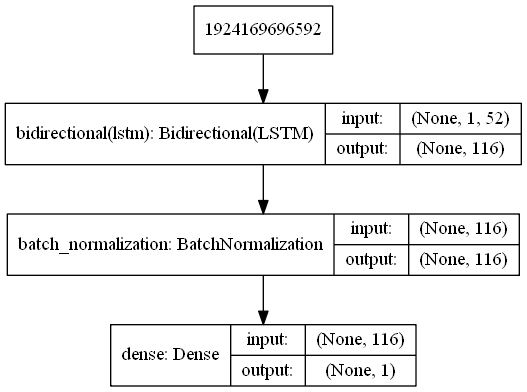 1924169696592
bidirectional(lstm): Bidirectional(LSTM)
input: (None, 1, 52)
output: (None, 116)
batch_normalization: BatchNormalization
input: (None, 116)
output: (None, 116)
dense: Dense
input: (None, 116)
output: (None, 1)